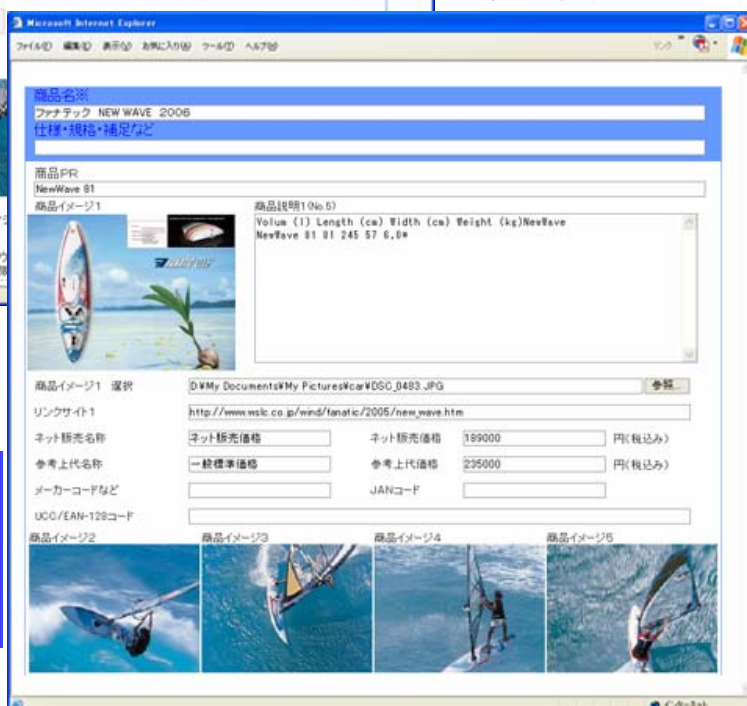 Microsoft Internet Explorer
ファイル(F) 編集(E) 表示(V) お気に入り(A) ツール(T) ヘルプ(H)
リンク
商品名※
ファナテック NEW WAVE 2006
仕様・規格・補足など
商品PR
NewWave 81
商品イメージ1
商品説明1(No.5)
Volum (l) Length (cm) Width (cm) Weight (kg)NewWave
NewWave 81 81 245 57 6,0*
商品イメージ1 選択
D:¥My Documents¥My Pictures¥car¥DSC_0483.JPG
参照...
リンクサイト1
http://www.wslc.co.jp/wind/fanatic/2005/new_wave.htm
ネット販売名称
ネット販売価格
ネット販売価格
189000
円(税込み)
参考上代名称
一般標準価格
参考上代価格
235000
円(税込み)
メーカーコードなど
JANコード
UCC/EAN-128コード
商品イメージ2
商品イメージ3
商品イメージ4
商品イメージ5